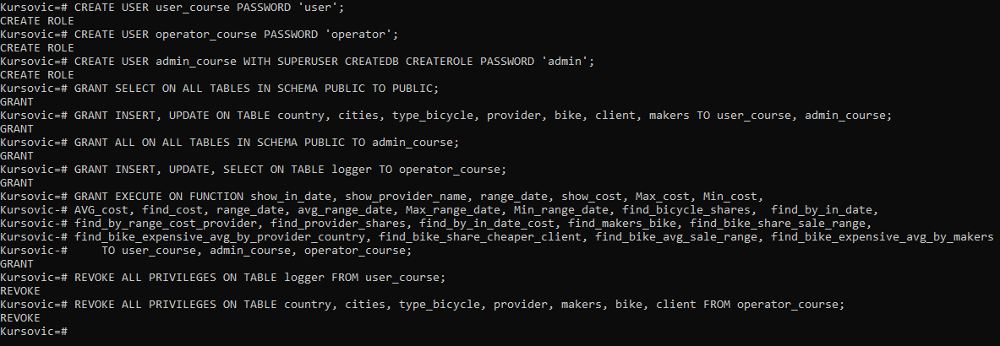 Kursovic=# CREATE USER user_course PASSWORD 'user';
CREATE ROLE
Kursovic=# CREATE USER operator_course PASSWORD 'operator';
CREATE ROLE
Kursovic=# CREATE USER admin_course WITH SUPERUSER CREATEDB CREATEROLE PASSWORD 'admin';
CREATE ROLE
Kursovic=# GRANT SELECT ON ALL TABLES IN SCHEMA PUBLIC TO PUBLIC;
GRANT
Kursovic=# GRANT INSERT, UPDATE ON TABLE country, cities, type_bicycle, provider, bike, client, makers TO user_course, admin_course;
GRANT
Kursovic=# GRANT ALL ON ALL TABLES IN SCHEMA PUBLIC TO admin_course;
GRANT
Kursovic=# GRANT INSERT, UPDATE, SELECT ON TABLE logger TO operator_course;
GRANT
Kursovic=# GRANT EXECUTE ON FUNCTION show_in_date, show_provider_name, range_date, show_cost, Max_cost, Min_cost,
Kursovic-# AVG_cost, find_cost, range_date, avg_range_date, Max_range_date, Min_range_date, find_bicycle_shares,  find_by_in_date,
Kursovic-# find_by_range_cost_provider, find_provider_shares, find_by_in_date_cost, find_makers_bike, find_bike_share_sale_range,
Kursovic-# find_bike_expensive_avg_by_provider_country, find_bike_share_cheaper_client, find_bike_avg_sale_range, find_bike_expensive_avg_by_makers
Kursovic-#     TO user_course, admin_course, operator_course;
GRANT
Kursovic=# REVOKE ALL PRIVILEGES ON TABLE logger FROM user_course;
REVOKE
Kursovic=# REVOKE ALL PRIVILEGES ON TABLE country, cities, type_bicycle, provider, makers, bike, client FROM operator_course;
REVOKE
Kursovic=#